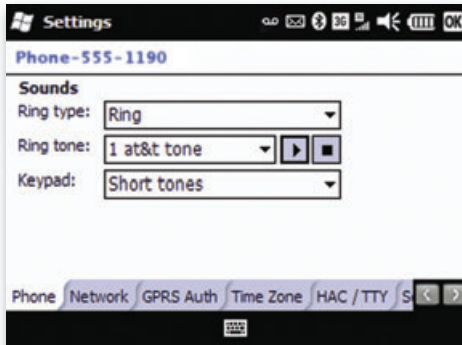 Settings
3G
OK
Phone-555-1190
Sounds
Ring type: Ring
Ring tone: 1 at&t tone
Keypad: Short tones
Phone Network GPRS Auth Time Zone HAC / TTY